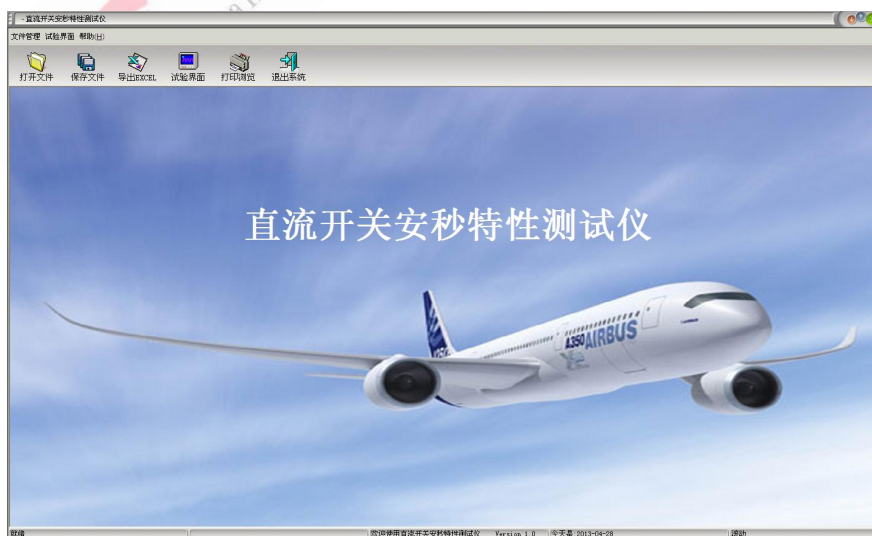 - 直流开关安秒特性测试仪
文件管理 试验界面 帮助(H)
打开文件 保存文件 导出EXCEL 试验界面 打印浏览 退出系统
直流开关安秒特性测试仪
A350 AIRBUS
就绪 欢迎使用直流开关安秒特性测试仪 Version 1.0 今天是 2013-04-28 滚动